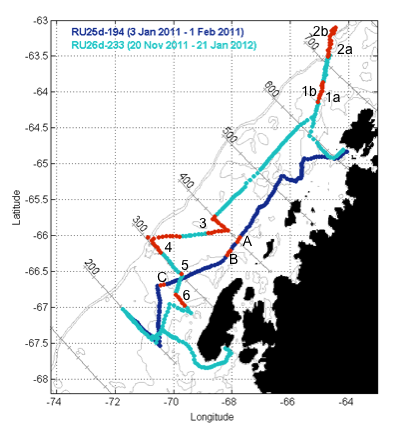 RU25d-194 (3 Jan 2011 - 1 Feb 2011)
RU26d-233 (20 Nov 2011 - 21 Jan 2012)
-63
-63.5
-64
-64.5
-65
-65.5
-66
-66.5
-67
-67.5
-68
Latitude
700
600
500
400
300
200
2b
2a
1b
1a
3
A
4
B
5
C
6
-74
-72
-70
-68
-66
-64
Longitude